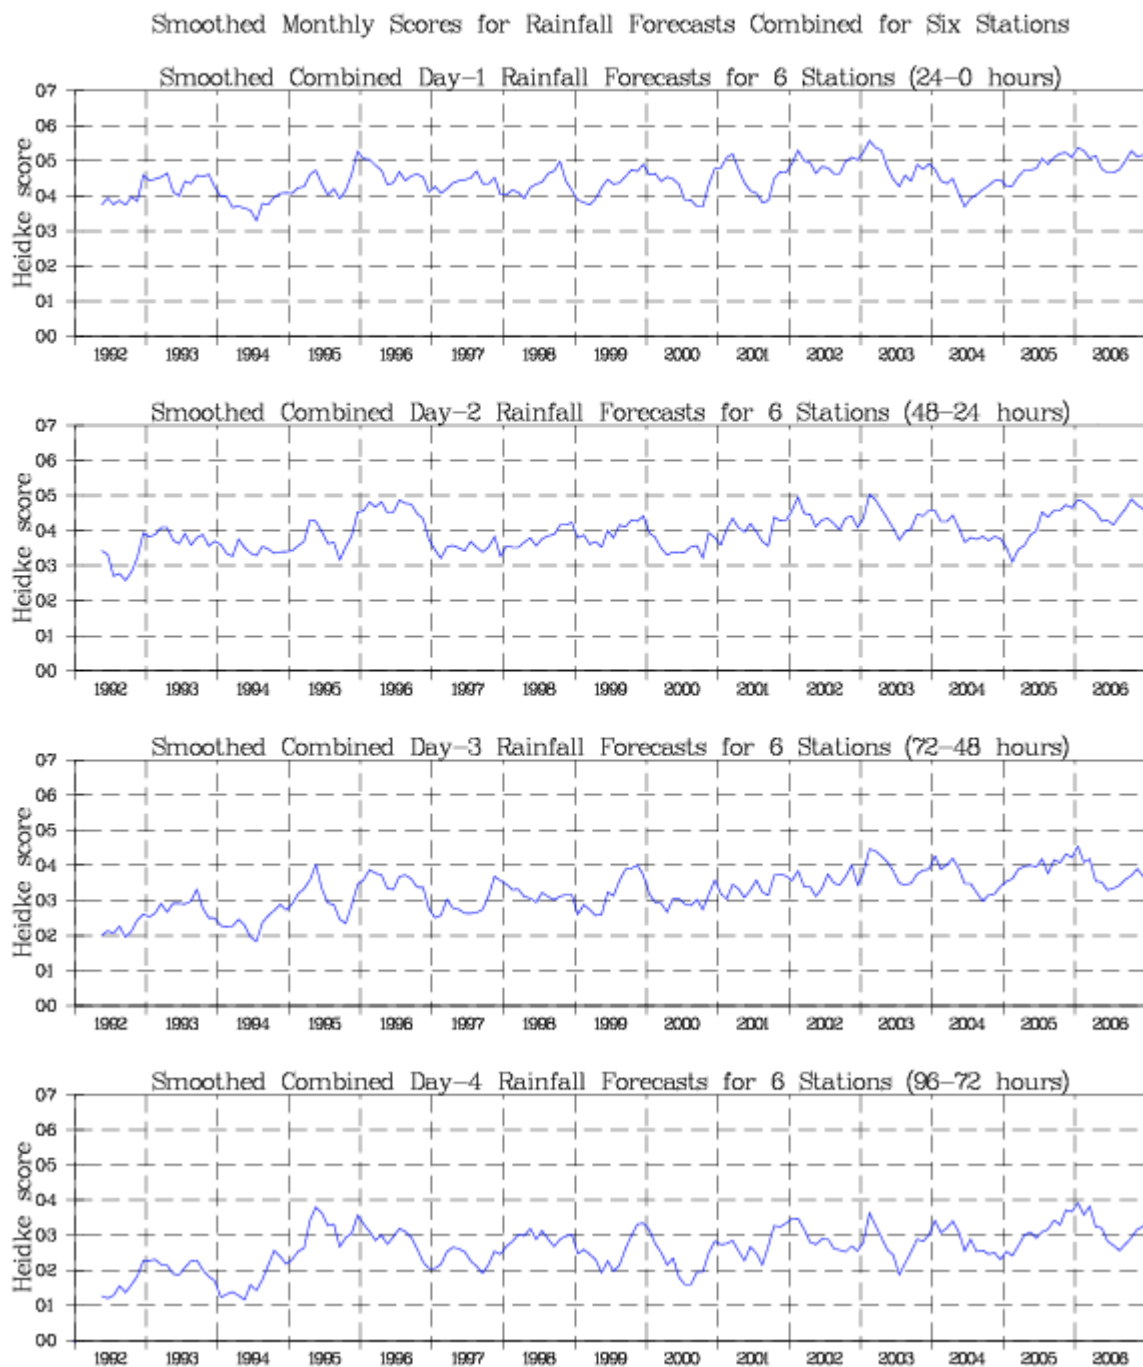 Smoothed Monthly Scores for Rainfall Forecasts Combined for Six Stations
Smoothed Combined Day-1 Rainfall Forecasts for 6 Stations (24-0 hours)
Heidke score
07
06
05
04
03
02
01
00
1992 1993 1994 1995 1996 1997 1998 1999 2000 2001 2002 2003 2004 2005 2006
Smoothed Combined Day-2 Rainfall Forecasts for 6 Stations (48-24 hours)
Heidke score
07
06
05
04
03
02
01
00
1992 1993 1994 1995 1996 1997 1998 1999 2000 2001 2002 2003 2004 2005 2006
Smoothed Combined Day-3 Rainfall Forecasts for 6 Stations (72-48 hours)
Heidke score
07
06
05
04
03
02
01
00
1992 1993 1994 1995 1996 1997 1998 1999 2000 2001 2002 2003 2004 2005 2006
Smoothed Combined Day-4 Rainfall Forecasts for 6 Stations (96-72 hours)
Heidke score
07
06
05
04
03
02
01
00
1992 1993 1994 1995 1996 1997 1998 1999 2000 2001 2002 2003 2004 2005 2006